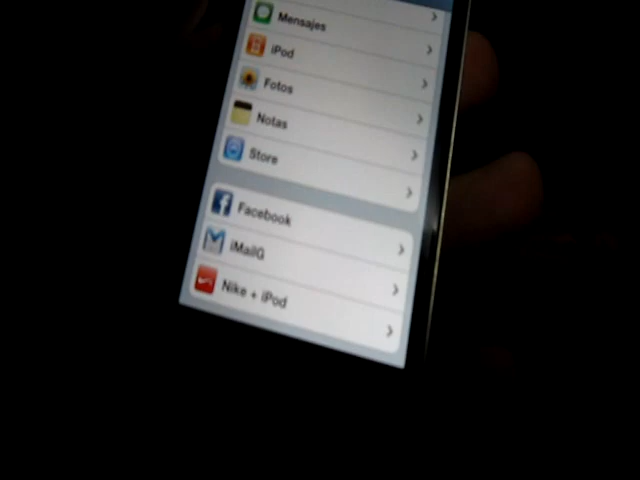 Mensajes
iPod
Fotos
Notas
Store
Facebook
iMailG
Nike + iPod